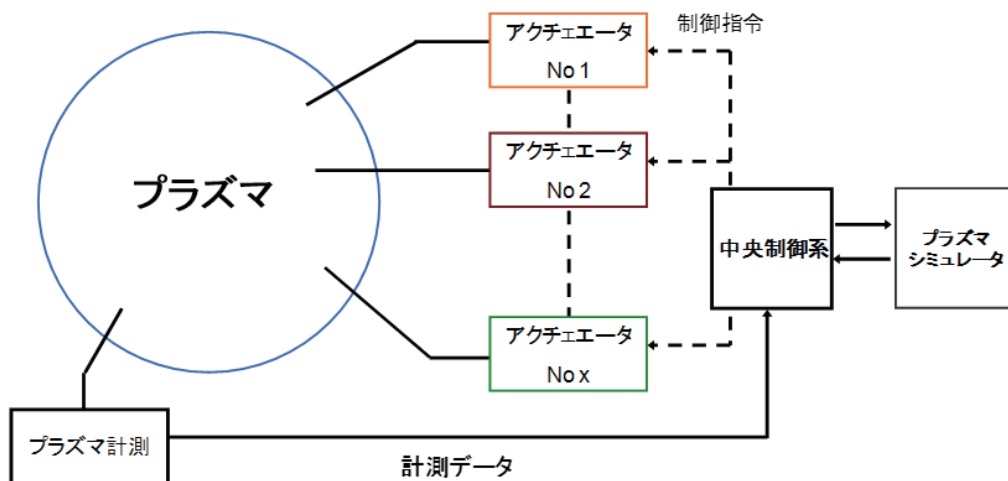 アクチェエータ
No 1
制御指令
アクチェエータ
No 2
プラズマ
中央制御系
プラズマ
シミュレータ
アクチェエータ
No x
プラズマ計測
計測データ